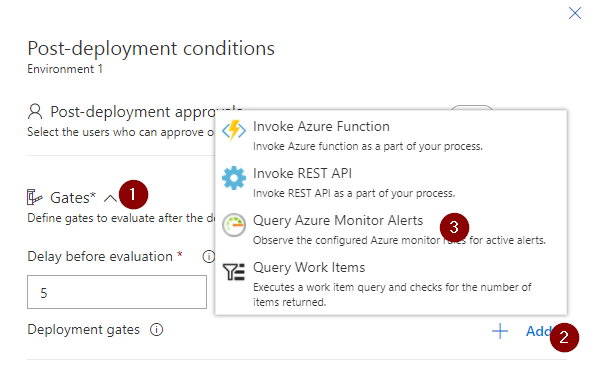 Post-deployment conditions
Environment 1
Post-deployment approvals
Select the users who can approve o
Invoke Azure Function
Invoke Azure function as a part of your process.
Invoke REST API
Invoke REST API as a part of your process.
Gates* 1
Define gates to evaluate after the d
Query Azure Monitor Alerts 3
Observe the configured Azure monitor rules for active alerts.
Delay before evaluation *
5
Query Work Items
Executes a work item query and checks for the number of
items returned.
Deployment gates
Add 2